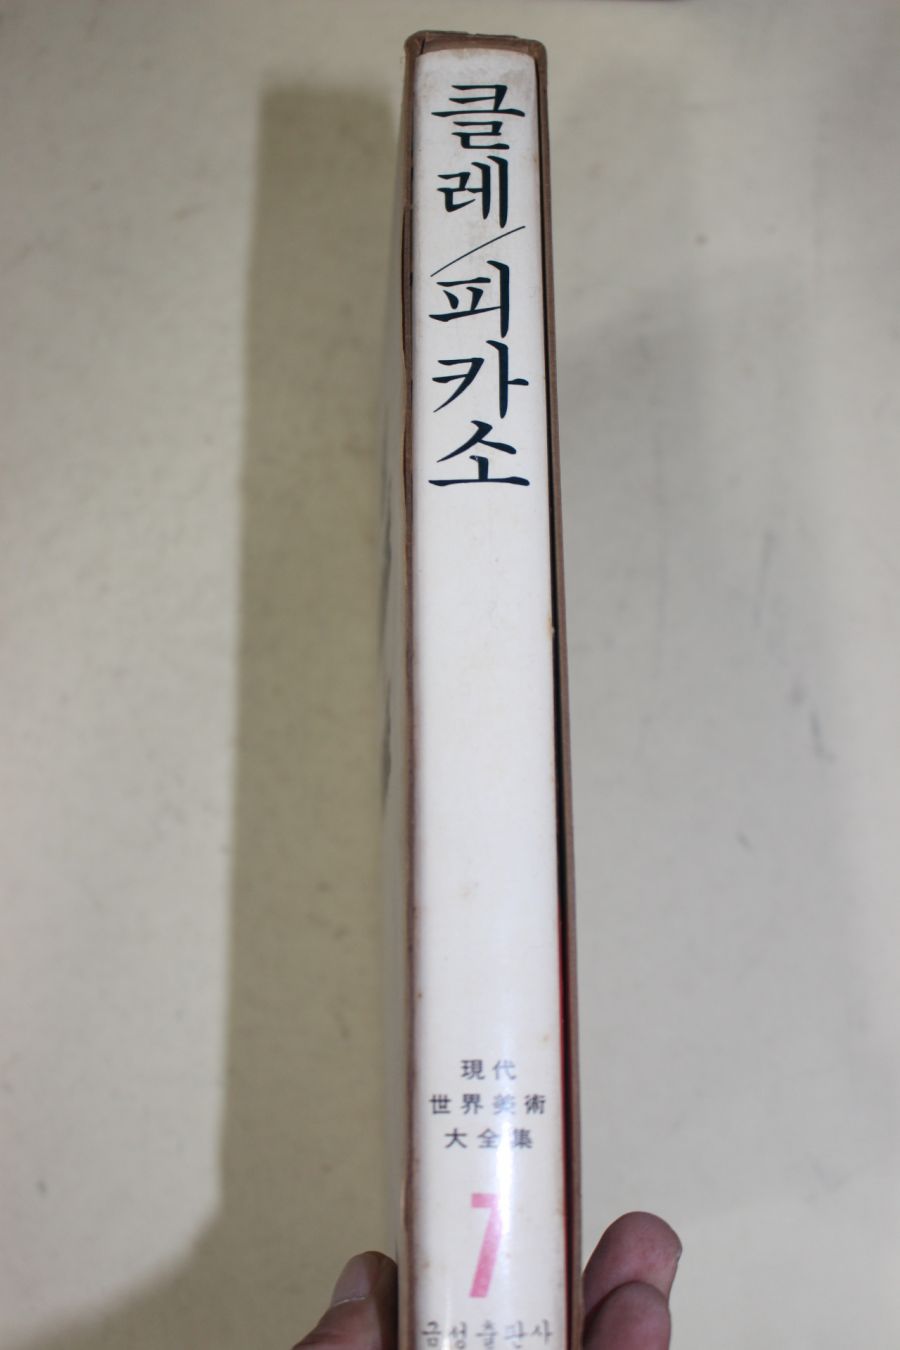 클레/피카소
現代
世界美術
大全集
7
금성출판사